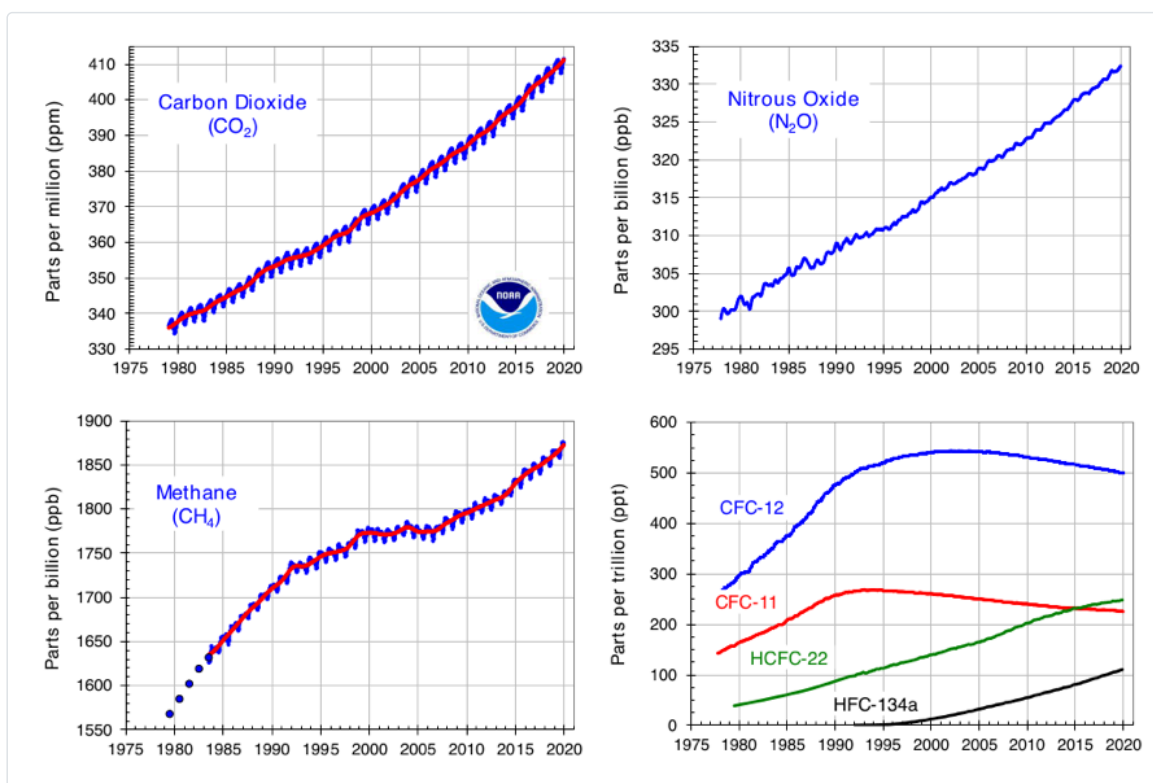 Parts per million (ppm)
410
400
390
380
370
360
350
340
330
Carbon Dioxide
(CO₂)
NOAA
1975 1980 1985 1990 1995 2000 2005 2010 2015 2020
Parts per billion (ppb)
335
330
325
320
315
310
305
300
295
Nitrous Oxide
(N₂O)
1975 1980 1985 1990 1995 2000 2005 2010 2015 2020
Parts per billion (ppb)
1900
1850
1800
1750
1700
1650
1600
1550
Methane
(CH₄)
1975 1980 1985 1990 1995 2000 2005 2010 2015 2020
Parts per trillion (ppt)
600
500
400
300
200
100
0
CFC-12
CFC-11
HCFC-22
HFC-134a
1975 1980 1985 1990 1995 2000 2005 2010 2015 2020